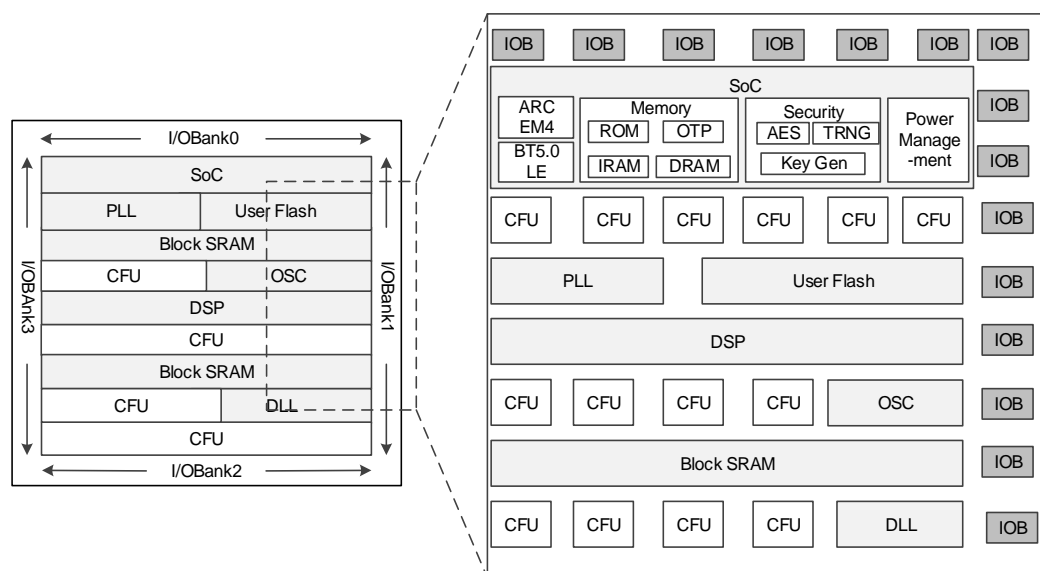 I/OBank0
SoC
PLL
User Flash
Block SRAM
CFU
OSC
DSP
CFU
Block SRAM
CFU
DLL
CFU
I/OBank2
I/OBAnk3
I/OBank1
IOB IOB IOB IOB IOB IOB IOB
SoC
ARC
EM4
BT5.0
LE
Memory
ROM OTP
IRAM DRAM
Security
AES TRNG
Key Gen
Power
Manage
-ment
IOB
IOB
CFU CFU CFU CFU CFU CFU IOB
PLL User Flash IOB
DSP IOB
CFU CFU CFU CFU OSC IOB
Block SRAM IOB
CFU CFU CFU CFU DLL IOB